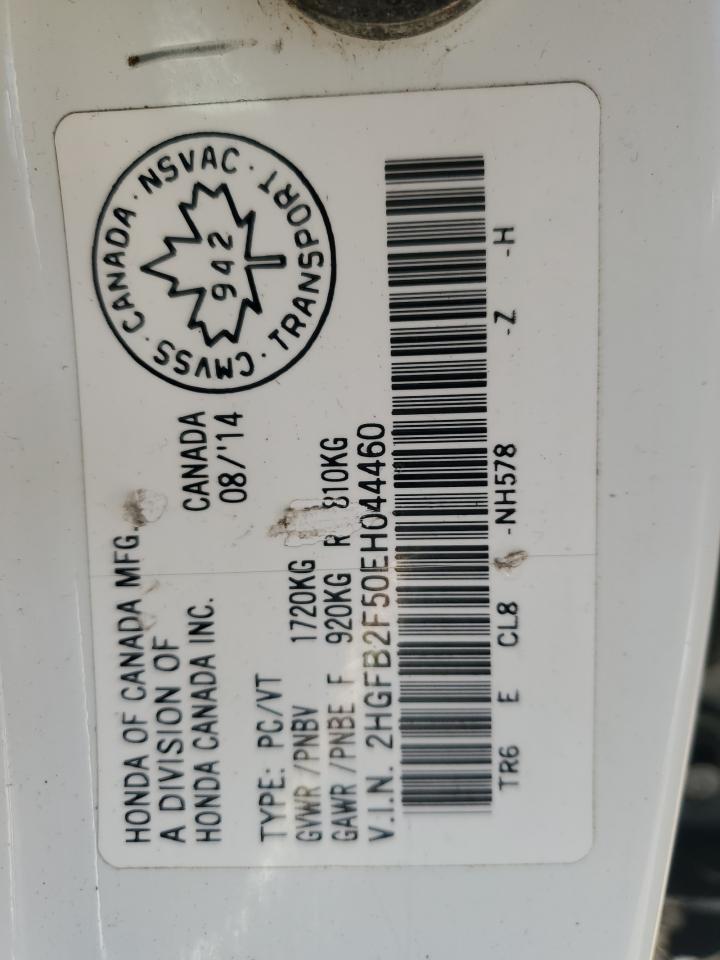 HONDA OF CANADA MFG.
A DIVISION OF
HONDA CANADA INC.
CANADA
08/'14
CMVSS · CANADA · NSVAC · TRANSPORT ·
942
TYPE: PC/VT
GVWR /PNBV 1720KG
GAWR /PNBE F 920KG R 810KG
V.I.N. 2HGFB2F50EH044460
TR6 E CL8 -NH578 -Z -H